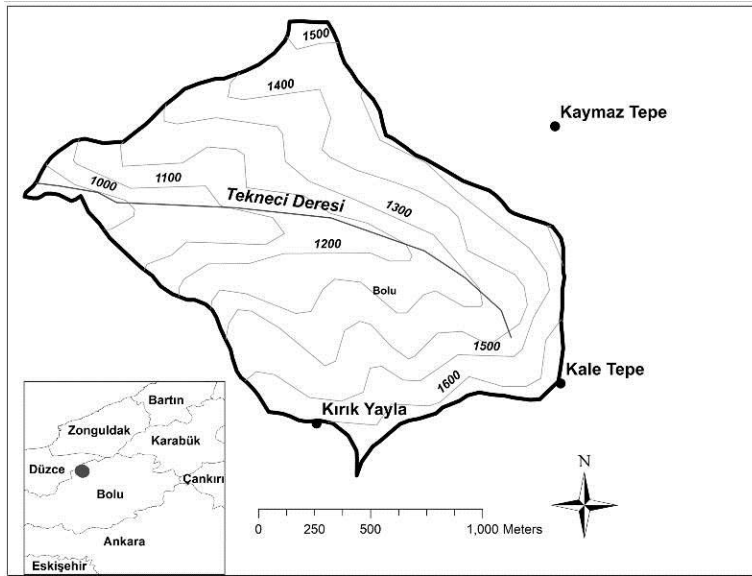 1500
Kaymaz Tepe
1400
1000
1100
Tekneci Deresi
1300
1200
Bolu
1500
Kale Tepe
1600
Kırık Yayla
Bartın
Zonguldak
Karabük
Düzce
Çankırı
Bolu
Ankara
Eskişehir
N
0 250 500 1,000 Meters